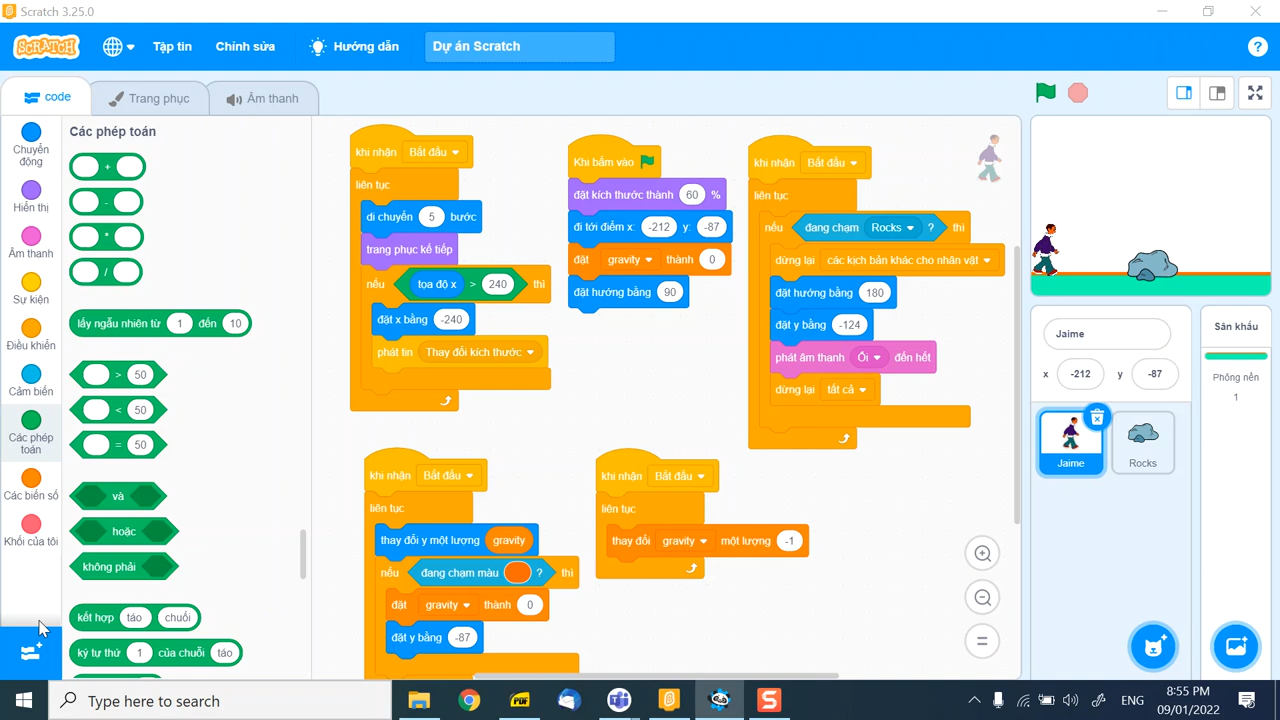 Scratch 3.25.0
SCRATCH
Tập tin
Chỉnh sửa
Hướng dẫn
Dự án Scratch
?
code
Trang phục
Âm thanh
Chuyển động
Hiển thị
Âm thanh
Sự kiện
Điều khiển
Cảm biến
Các phép toán
Các biến số
Khối của tôi
Các phép toán
+
-
*
/
lấy ngẫu nhiên từ 1 đến 10
> 50
< 50
= 50
và
hoặc
không phải
kết hợp táo chuối
ký tự thứ 1 của chuỗi táo
khi nhận Bắt đầu
liên tục
di chuyển 5 bước
trang phục kế tiếp
nếu tọa độ x > 240 thì
đặt x bằng -240
phát tin Thay đổi kích thước
Khi bấm vào
đặt kích thước thành 60 %
đi tới điểm x: -212 y: -87
đặt gravity thành 0
đặt hướng bằng 90
khi nhận Bắt đầu
liên tục
nếu đang chạm Rocks ? thì
dừng lại các kịch bản khác cho nhân vật
đặt hướng bằng 180
đặt y bằng -124
phát âm thanh Ối đến hết
dừng lại tất cả
khi nhận Bắt đầu
liên tục
thay đổi y một lượng gravity
nếu đang chạm màu ? thì
đặt gravity thành 0
đặt y bằng -87
khi nhận Bắt đầu
liên tục
thay đổi gravity một lượng -1
Jaime
x -212 y -87
Jaime
Rocks
Sân khấu
Phông nền
1
Type here to search
PDF
S
ENG
8:55 PM
09/01/2022